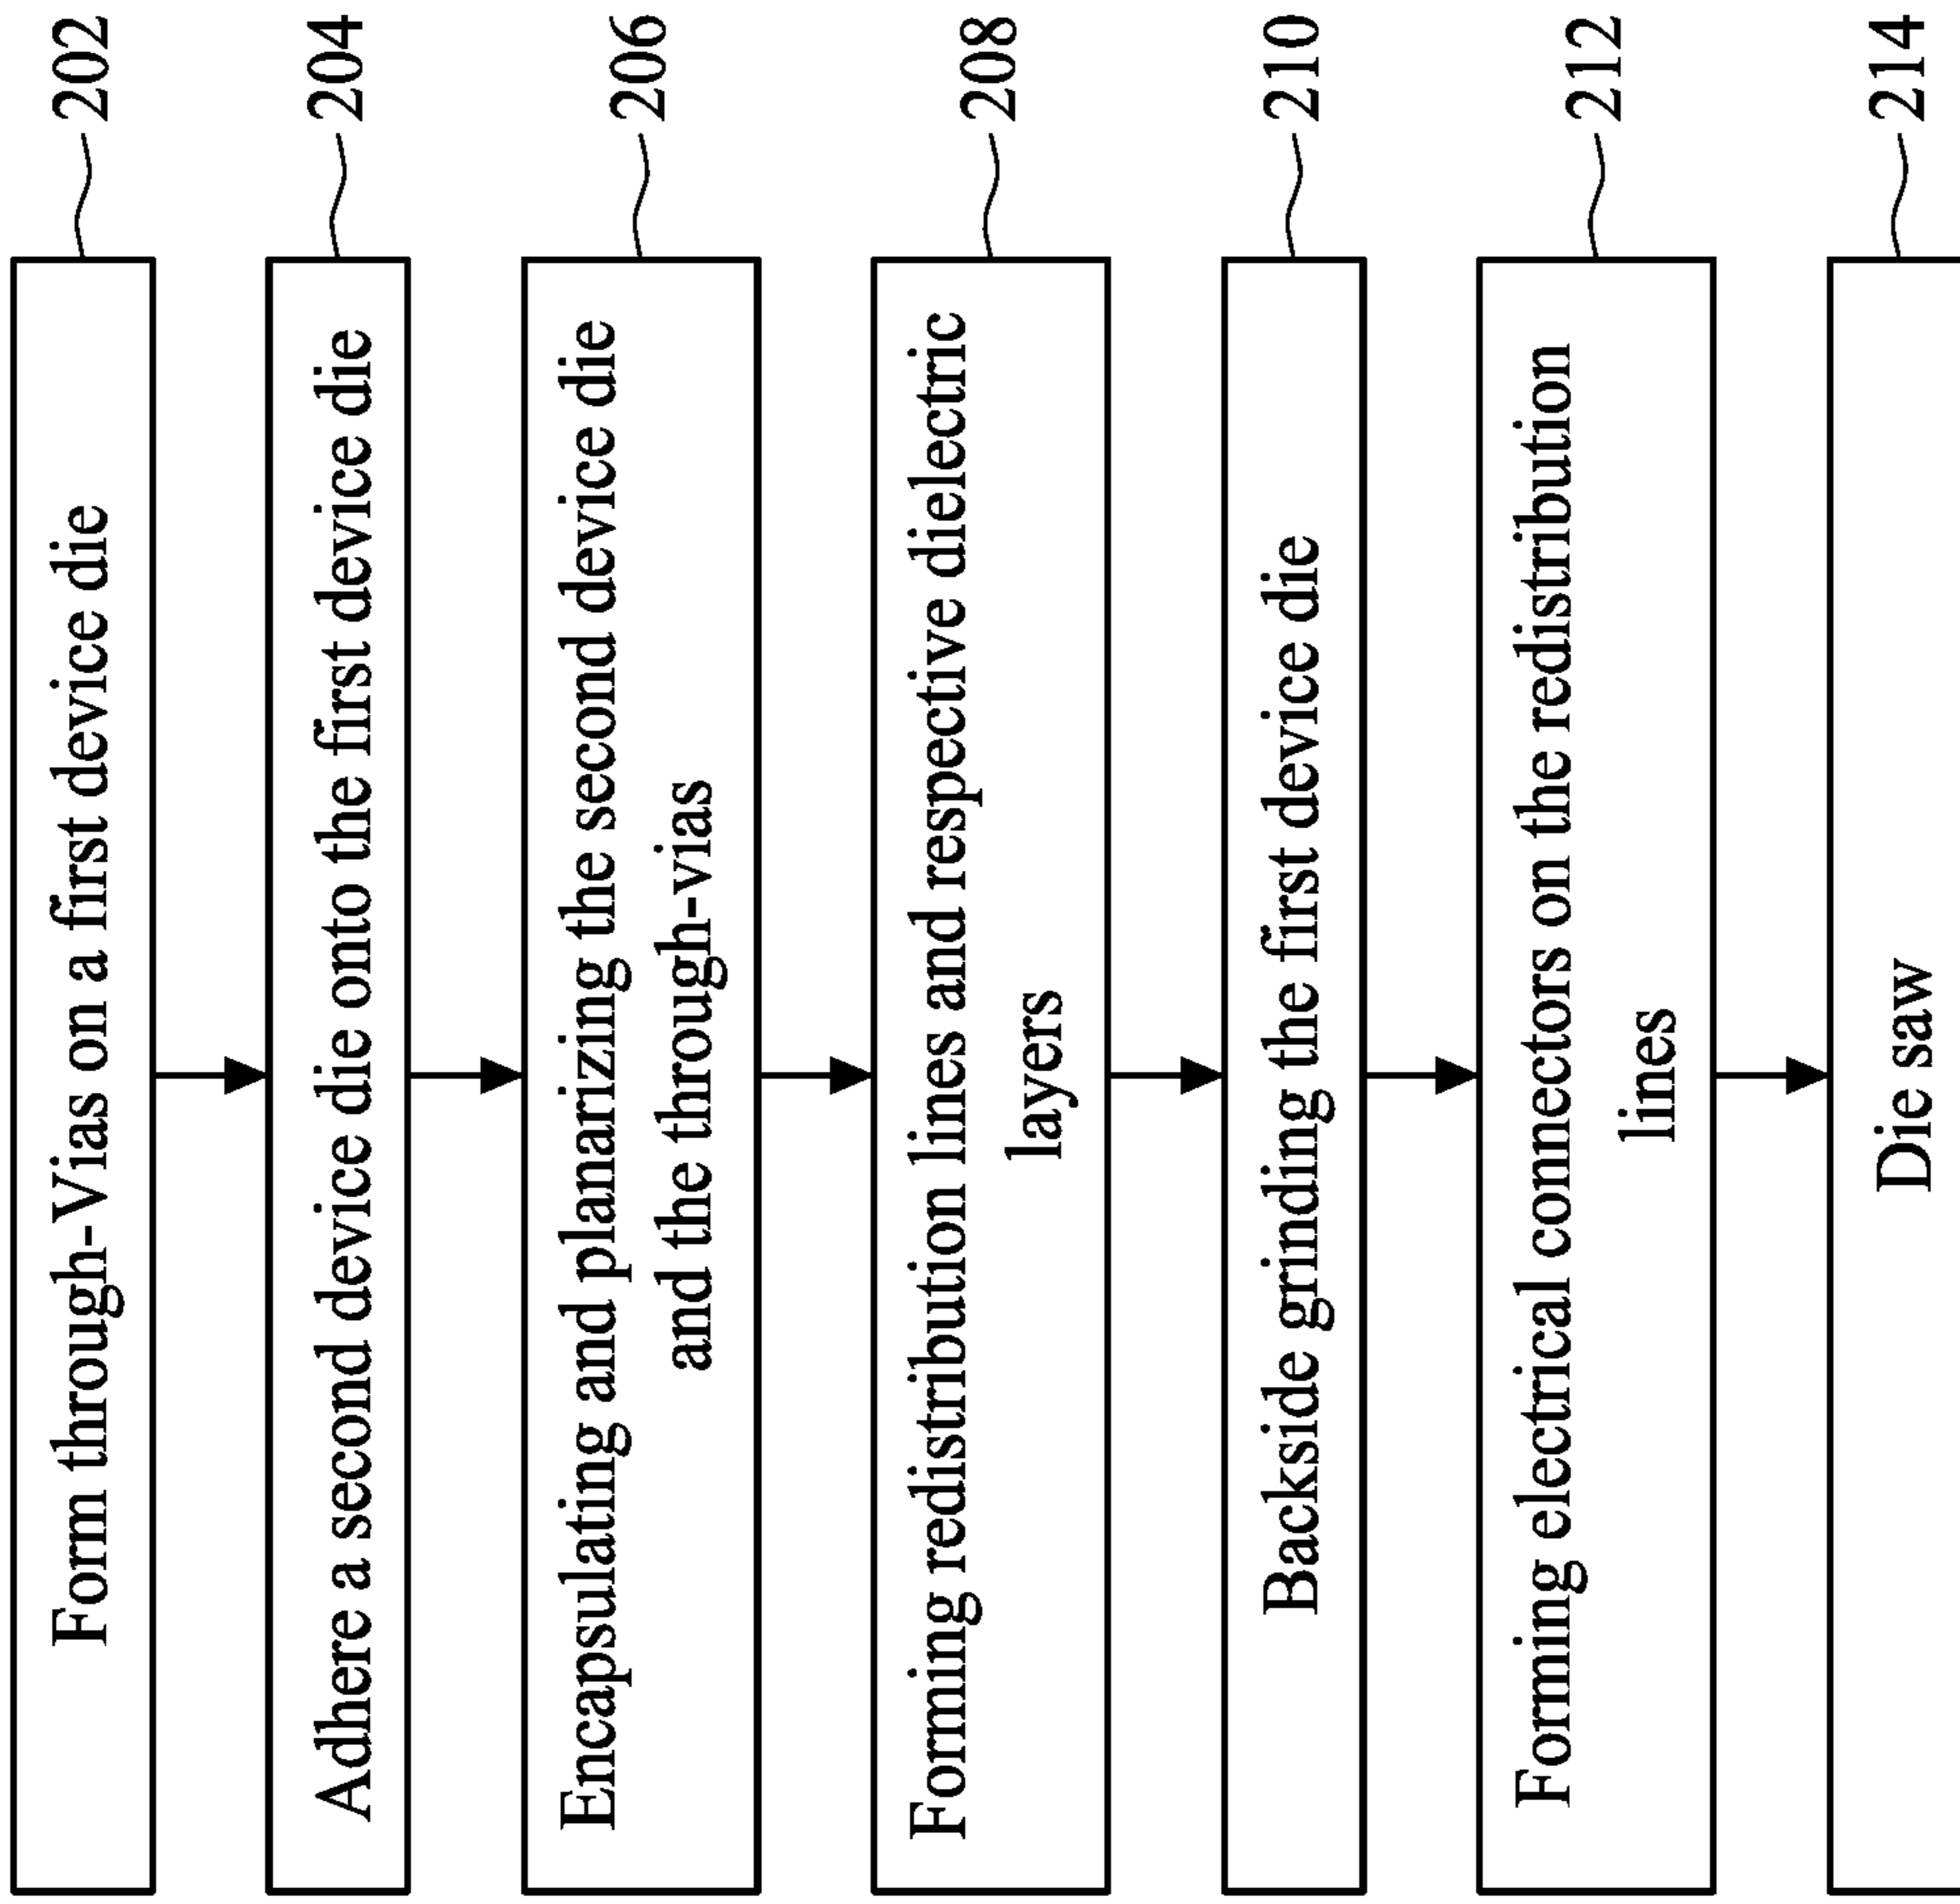 Form through-Vias on a first device die
202
Adhere a second device die onto the first device die
204
Encapsulating and planarizing the second device die
and the through-vias
206
Forming redistribution lines and respective dielectric
layers
208
Backside grinding the first device die
210
Forming electrical connectors on the redistribution
lines
212
Die saw
214